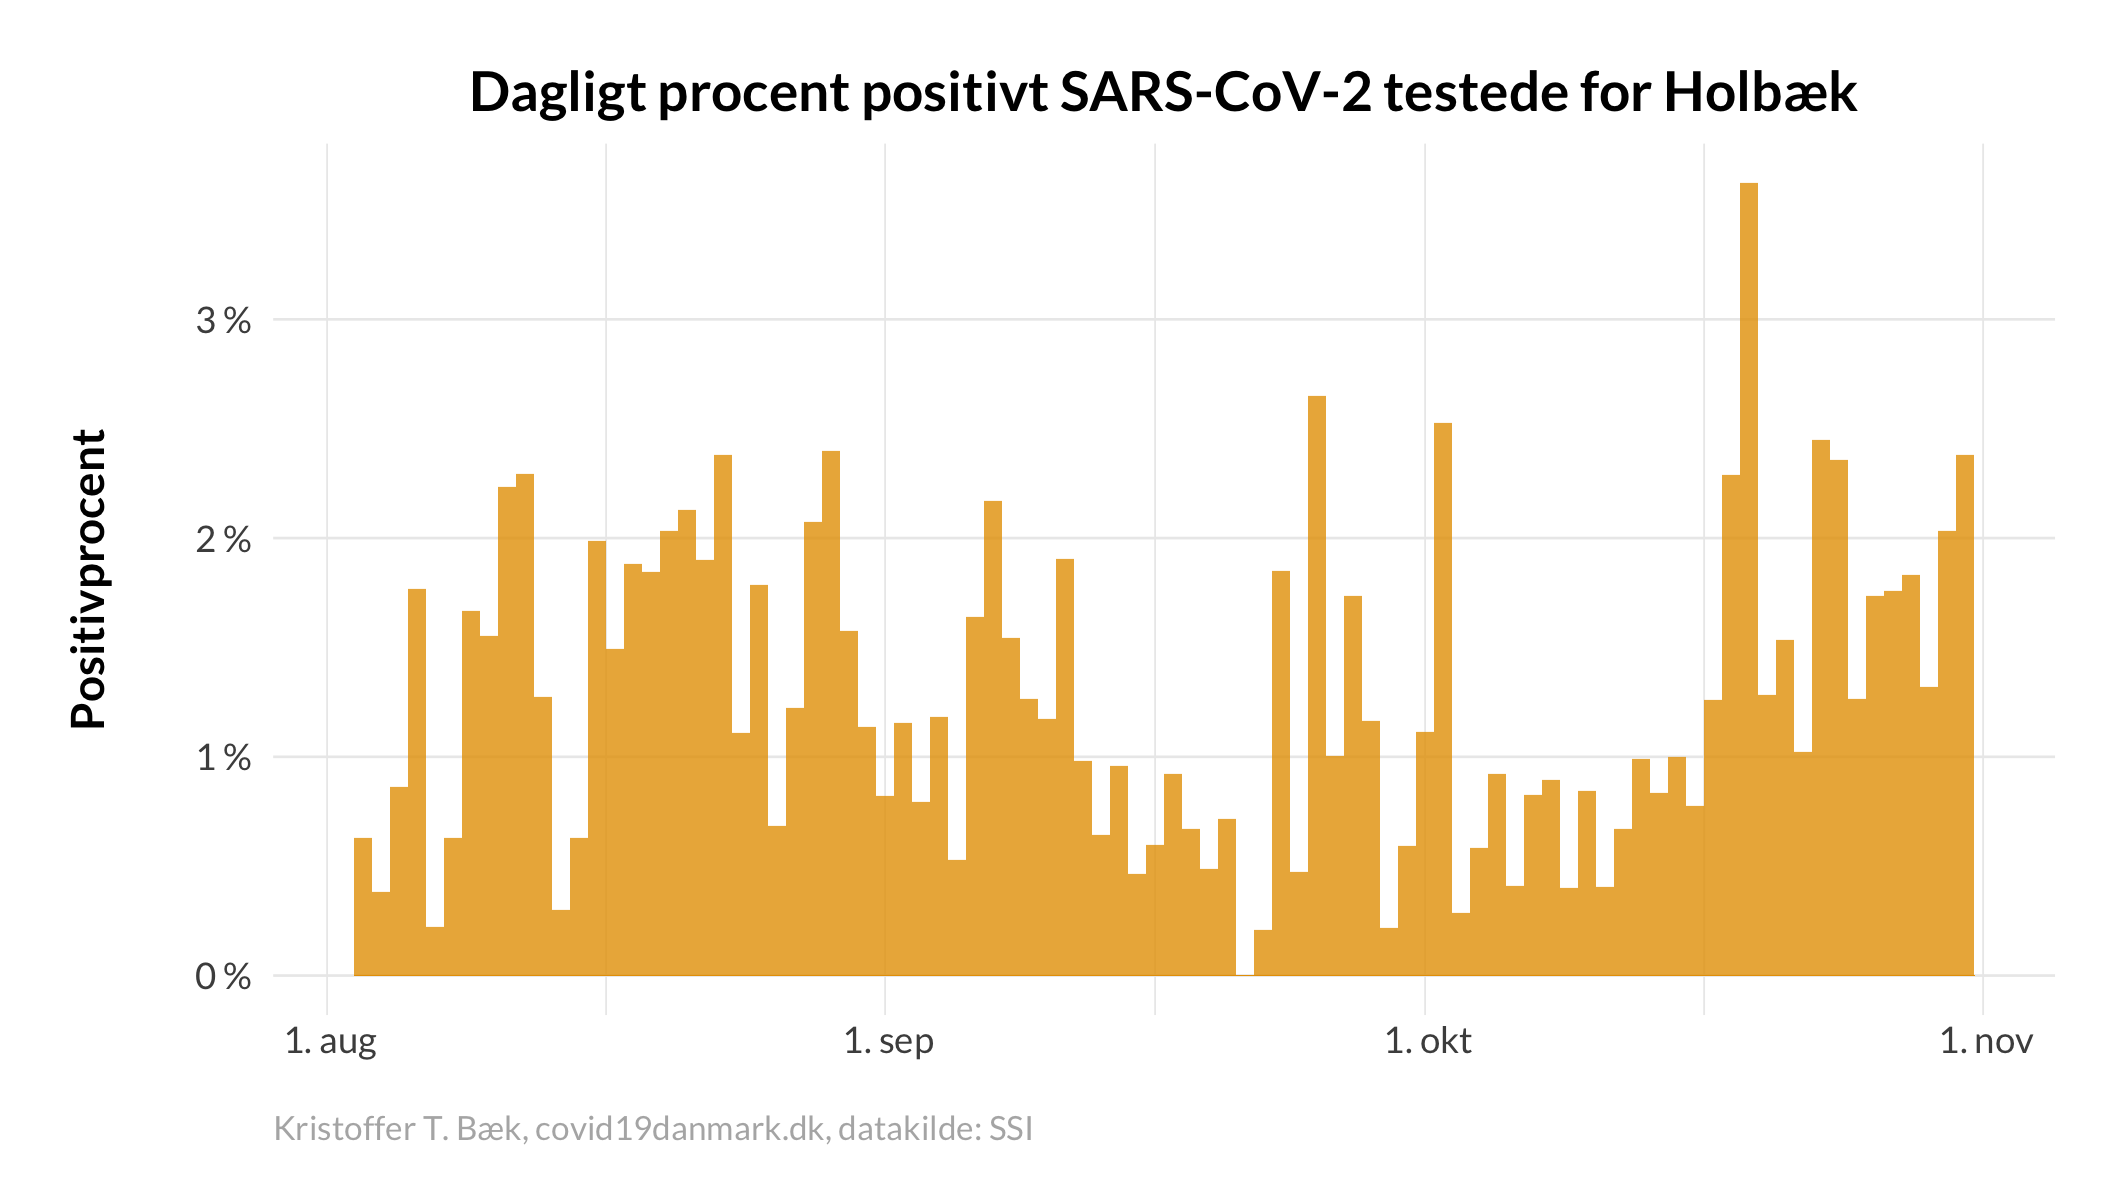 Dagligt procent positivt SARS-CoV-2 testede for Holbæk
Positivprocent
3 %
2 %
1 %
0 %
1. aug
1. sep
1. okt
1. nov
Kristoffer T. Bæk, covid19danmark.dk, datakilde: SSI